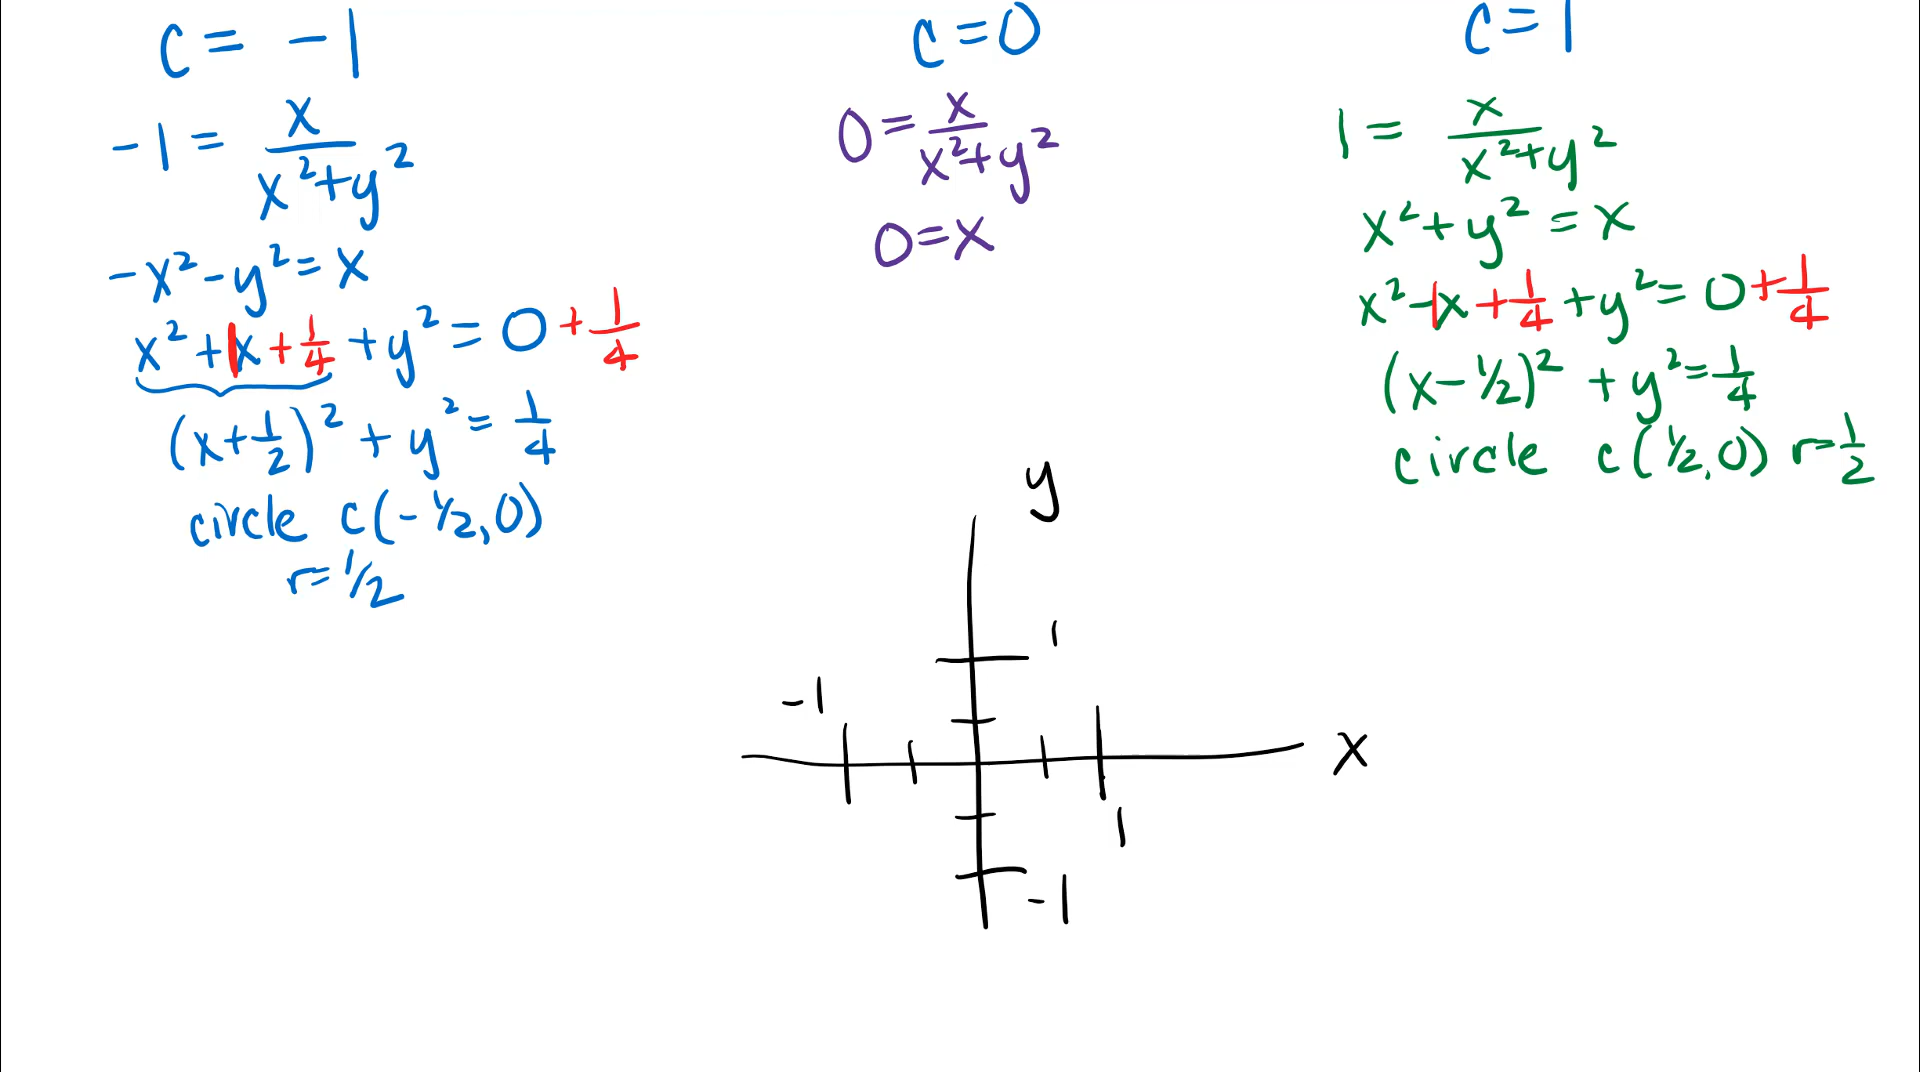 c = -1
-1 = x/(x²+y²)
-x² - y² = x
x² + 1x + 1/4 + y² = 0 + 1/4
(x + 1/2)² + y² = 1/4
circle c(-1/2, 0)
r = 1/2
c = 0
0 = x/(x²+y²)
0 = x
c = 1
1 = x/(x²+y²)
x² + y² = x
x² - 1x + 1/4 + y² = 0 + 1/4
(x - 1/2)² + y² = 1/4
circle c(1/2, 0) r = 1/2
y
1
-1
x
1
-1